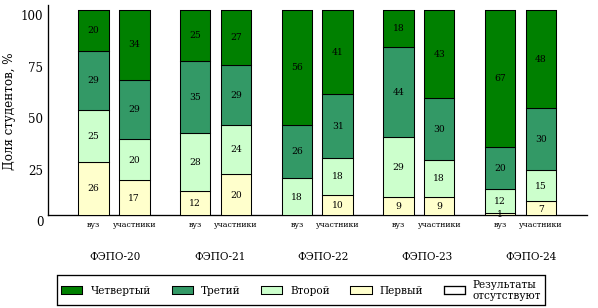 Доля студентов, %
100
75
50
25
0
20 34 25 27 56 41 18 43 67 48
29 29 35 29 26 31 44 30 20 30
25 20 28 24 18 18 29 18 12 15
26 17 12 20 10 9 9 1 7
вуз участники вуз участники вуз участники вуз участники вуз участники
ФЭПО-20 ФЭПО-21 ФЭПО-22 ФЭПО-23 ФЭПО-24
Четвертый Третий Второй Первый Результаты
отсутствуют